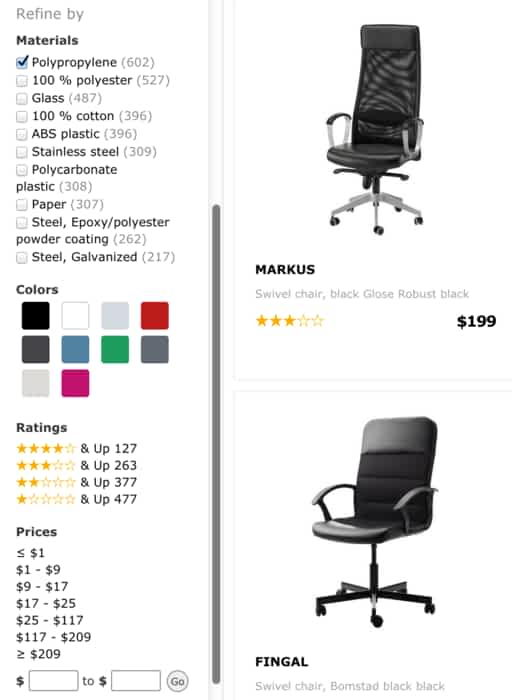 Refine by
Materials
Polypropylene (602)
100 % polyester (527)
Glass (487)
100 % cotton (396)
ABS plastic (396)
Stainless steel (309)
Polycarbonate
plastic (308)
Paper (307)
Steel, Epoxy/polyester
powder coating (262)
Steel, Galvanized (217)
Colors
Ratings
& Up 127
& Up 263
& Up 377
& Up 477
Prices
≤ $1
$1 - $9
$9 - $17
$17 - $25
$25 - $117
$117 - $209
≥ $209
$ to $ Go
MARKUS
Swivel chair, black Glose Robust black
$199
FINGAL
Swivel chair, Bomstad black black